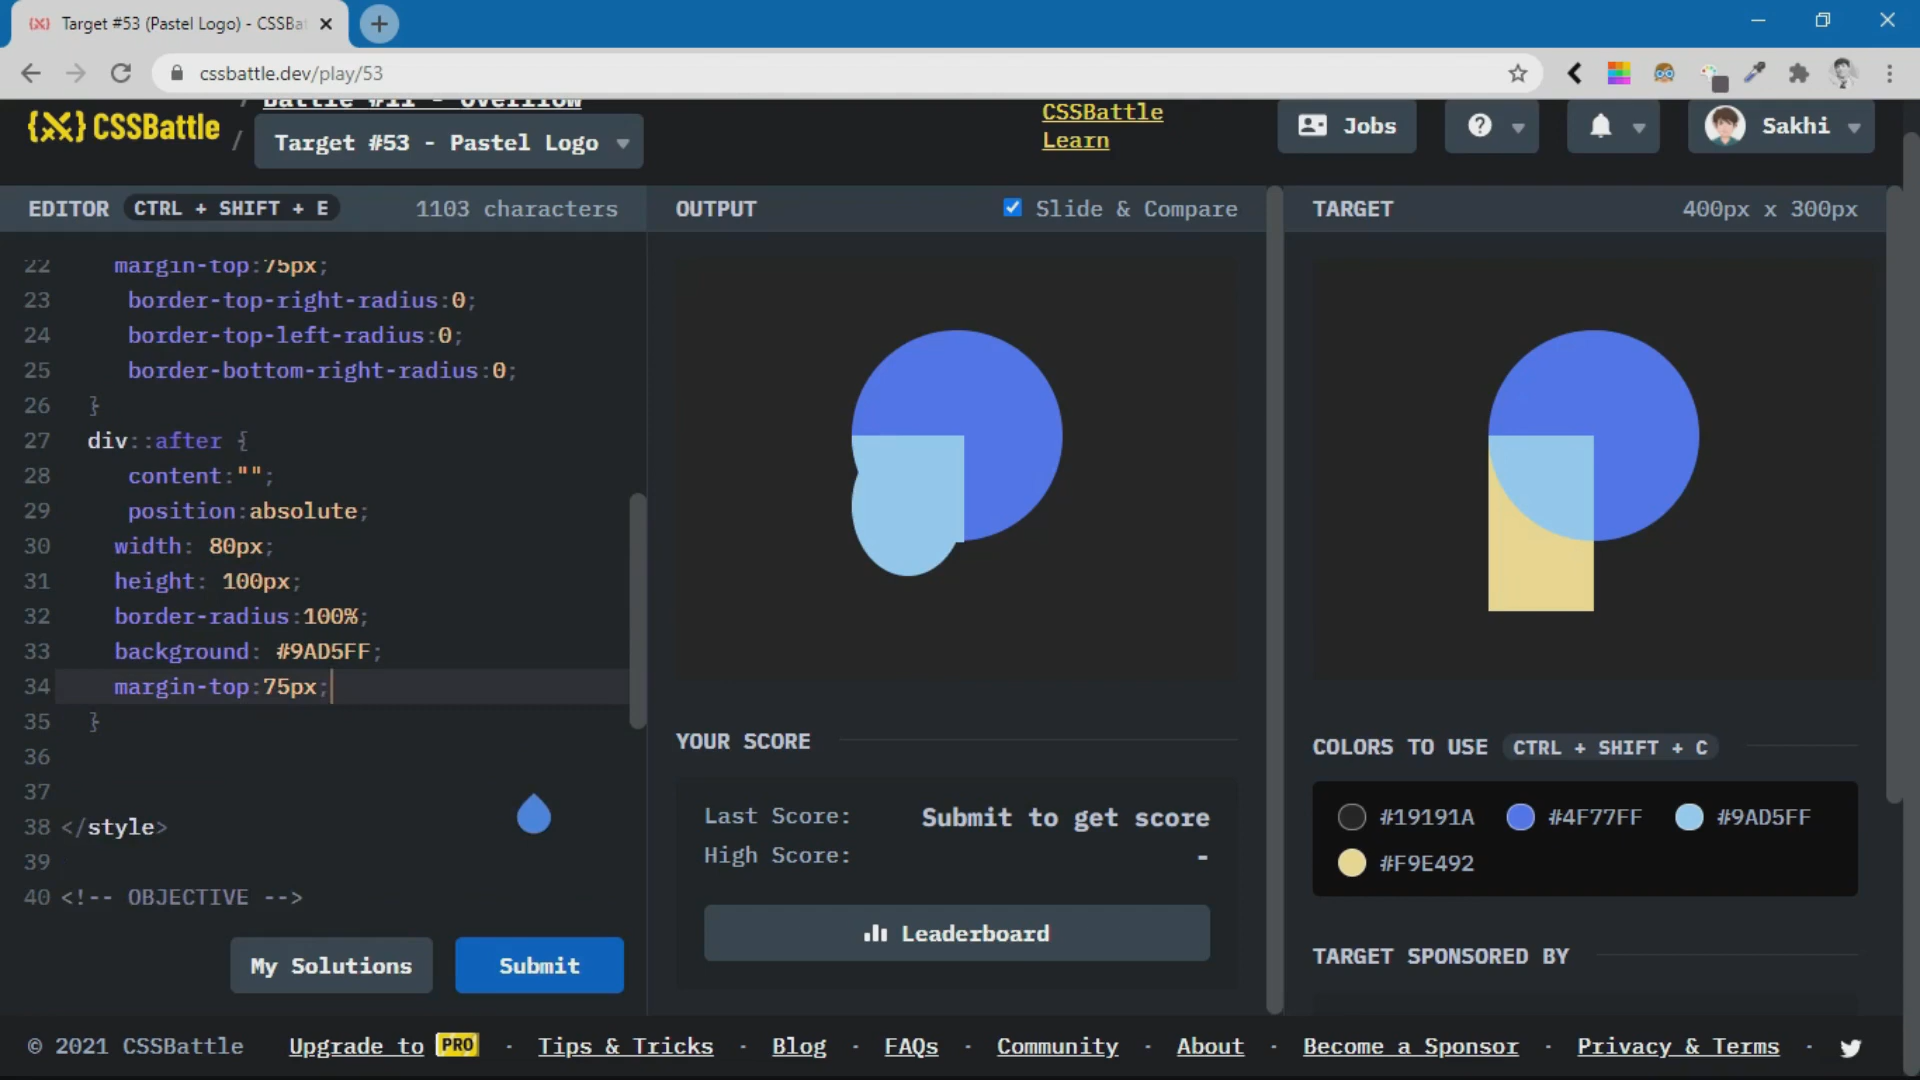 Target #53 (Pastel Logo) - CSSBa
cssbattle.dev/play/53
/ Battle #11 - Overflow
{X} CSSBattle
/ Target #53 - Pastel Logo
CSSBattle
Learn
Jobs
Sakhi
EDITOR CTRL + SHIFT + E 1103 characters
OUTPUT Slide & Compare
TARGET 400px x 300px
22 margin-top:75px;
23 border-top-right-radius:0;
24 border-top-left-radius:0;
25 border-bottom-right-radius:0;
26 }
27 div::after {
28 content:"";
29 position:absolute;
30 width: 80px;
31 height: 100px;
32 border-radius:100%;
33 background: #9AD5FF;
34 margin-top:75px;
35 }
36
37
38 </style>
39
40 <!-- OBJECTIVE -->
My Solutions
Submit
YOUR SCORE
Last Score: Submit to get score
High Score: -
Leaderboard
COLORS TO USE CTRL + SHIFT + C
#19191A #4F77FF #9AD5FF
#F9E492
TARGET SPONSORED BY
© 2021 CSSBattle Upgrade to PRO · Tips & Tricks · Blog · FAQs · Community · About · Become a Sponsor · Privacy & Terms ·